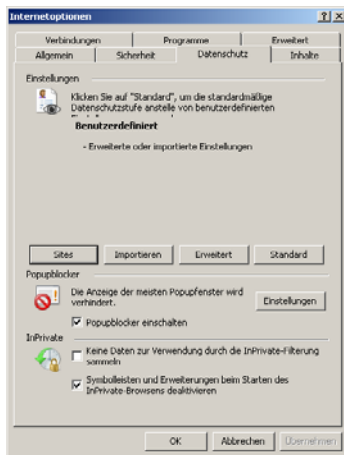 Internetoptionen
Verbindungen Programme Erweitert
Allgemein Sicherheit Datenschutz Inhalte
Einstellungen
Klicken Sie auf "Standard", um die standardmäßige
Datenschutzstufe anstelle von benutzerdefinierten
Benutzerdefiniert
- Erweiterte oder importierte Einstellungen
Sites Importieren Erweitert Standard
Popupblocker
Die Anzeige der meisten Popupfenster wird
verhindert.
Einstellungen
Popupblocker einschalten
InPrivate
Keine Daten zur Verwendung durch die InPrivate-Filterung
sammeln
Symbolleisten und Erweiterungen beim Starten des
InPrivate-Browsens deaktivieren
OK Abbrechen Übernehmen